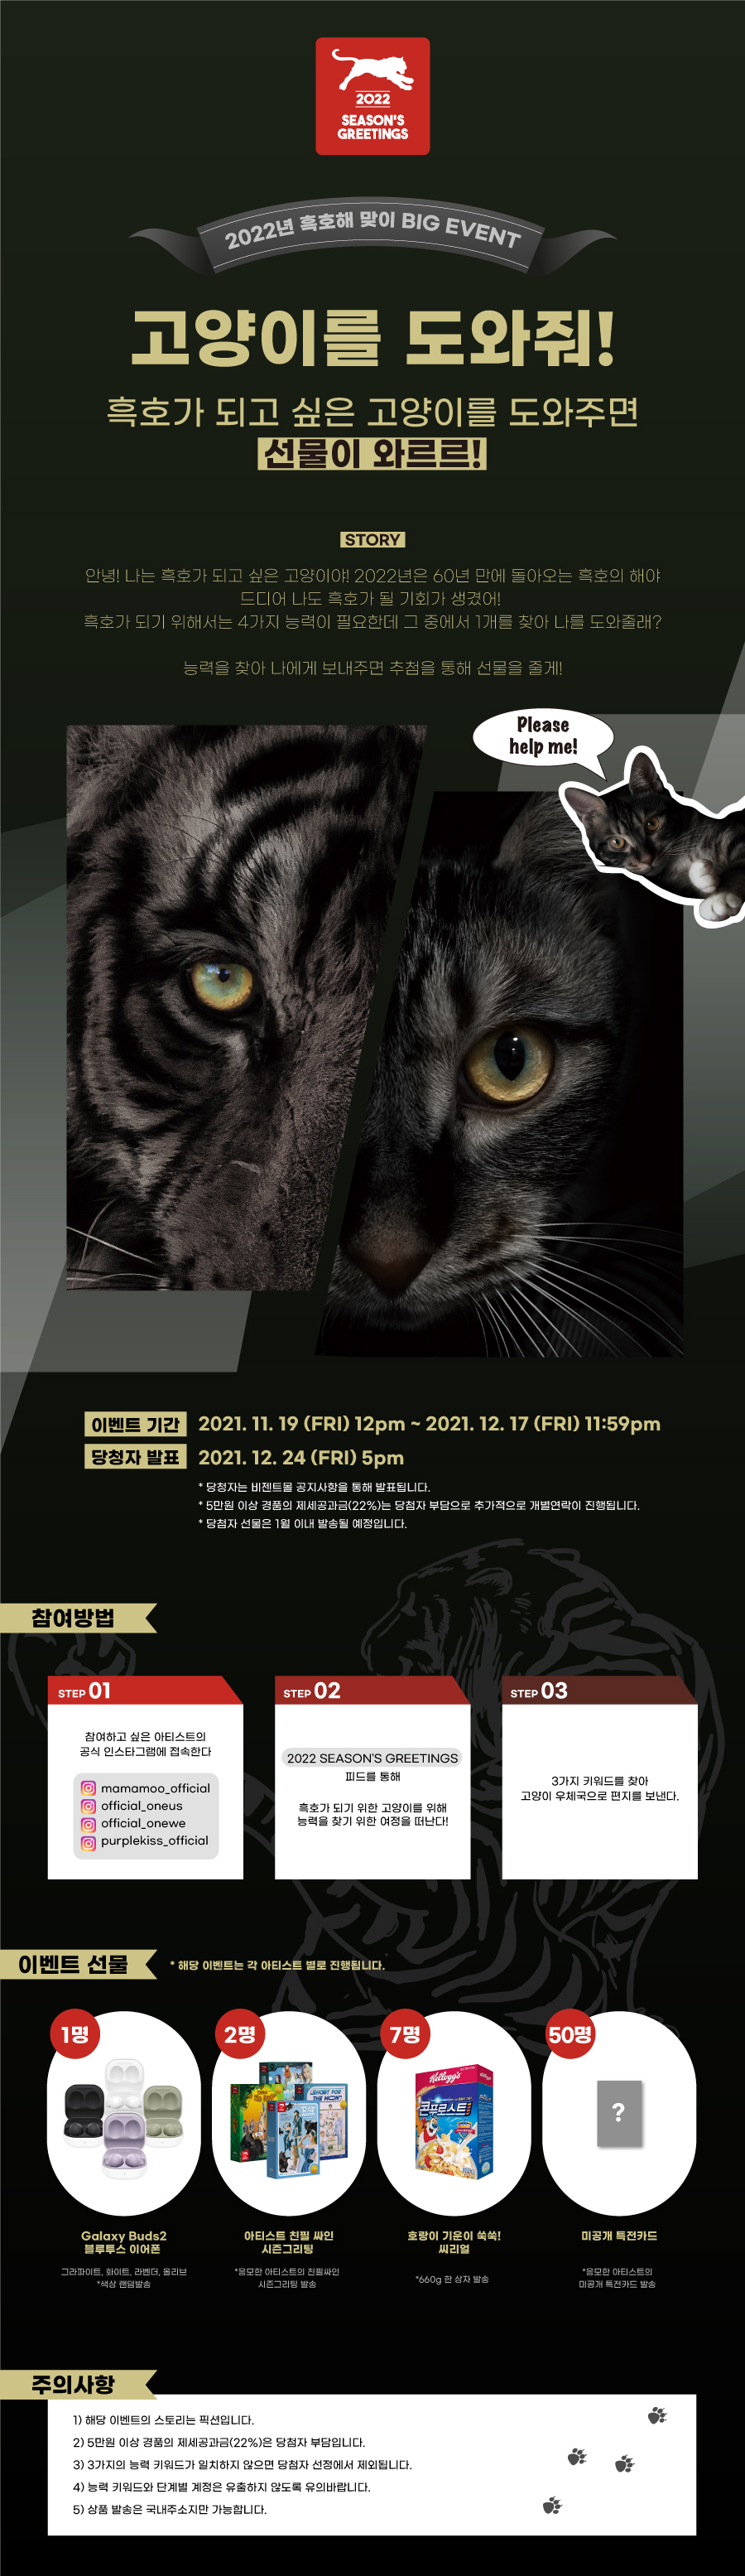 2022
SEASON'S
GREETINGS
2022년 흑호해 맞이 BIG EVENT
고양이를 도와줘!
흑호가 되고 싶은 고양이를 도와주면
선물이 와르르!
STORY
안녕! 나는 흑호가 되고 싶은 고양이야! 2022년은 60년 만에 돌아오는 흑호의 해야
드디어 나도 흑호가 될 기회가 생겼어!
흑호가 되기 위해서는 4가지 능력이 필요한데 그 중에서 1개를 찾아 나를 도와줄래?
능력을 찾아 나에게 보내주면 추첨을 통해 선물을 줄게!
Please
help me!
이벤트 기간 2021. 11. 19 (FRI) 12pm ~ 2021. 12. 17 (FRI) 11:59pm
당첨자 발표 2021. 12. 24 (FRI) 5pm
* 당첨자는 비젠트몰 공지사항을 통해 발표됩니다.
* 5만원 이상 경품의 제세공과금(22%)는 당첨자 부담으로 추가적으로 개별연락이 진행됩니다.
* 당첨자 선물은 1월 이내 발송될 예정입니다.
참여방법
STEP 01
참여하고 싶은 아티스트의
공식 인스타그램에 접속한다
mamamoo_official
official_oneus
official_onewe
purplekiss_official
STEP 02
2022 SEASON'S GREETINGS
피드를 통해
흑호가 되기 위한 고양이를 위해
능력을 찾기 위한 여정을 떠난다!
STEP 03
3가지 키워드를 찾아
고양이 우체국으로 편지를 보낸다.
이벤트 선물 * 해당 이벤트는 각 아티스트 별로 진행됩니다.
1명
Galaxy Buds2
블루투스 이어폰
그라파이트, 화이트, 라벤더, 올리브
*색상 랜덤발송
2명
아티스트 친필 싸인
시즌그리팅
*응모한 아티스트의 친필싸인
시즌그리팅 발송
7명
Kellogg's
콘푸로스트
호랑이 기운이 쑥쑥!
씨리얼
*660g 한 상자 발송
50명
?
미공개 특전카드
*응모한 아티스트의
미공개 특전카드 발송
주의사항
1) 해당 이벤트의 스토리는 픽션입니다.
2) 5만원 이상 경품의 제세공과금(22%)은 당첨자 부담입니다.
3) 3가지의 능력 키워드가 일치하지 않으면 당첨자 선정에서 제외됩니다.
4) 능력 키워드와 단계별 계정은 유출하지 않도록 유의바랍니다.
5) 상품 발송은 국내주소지만 가능합니다.